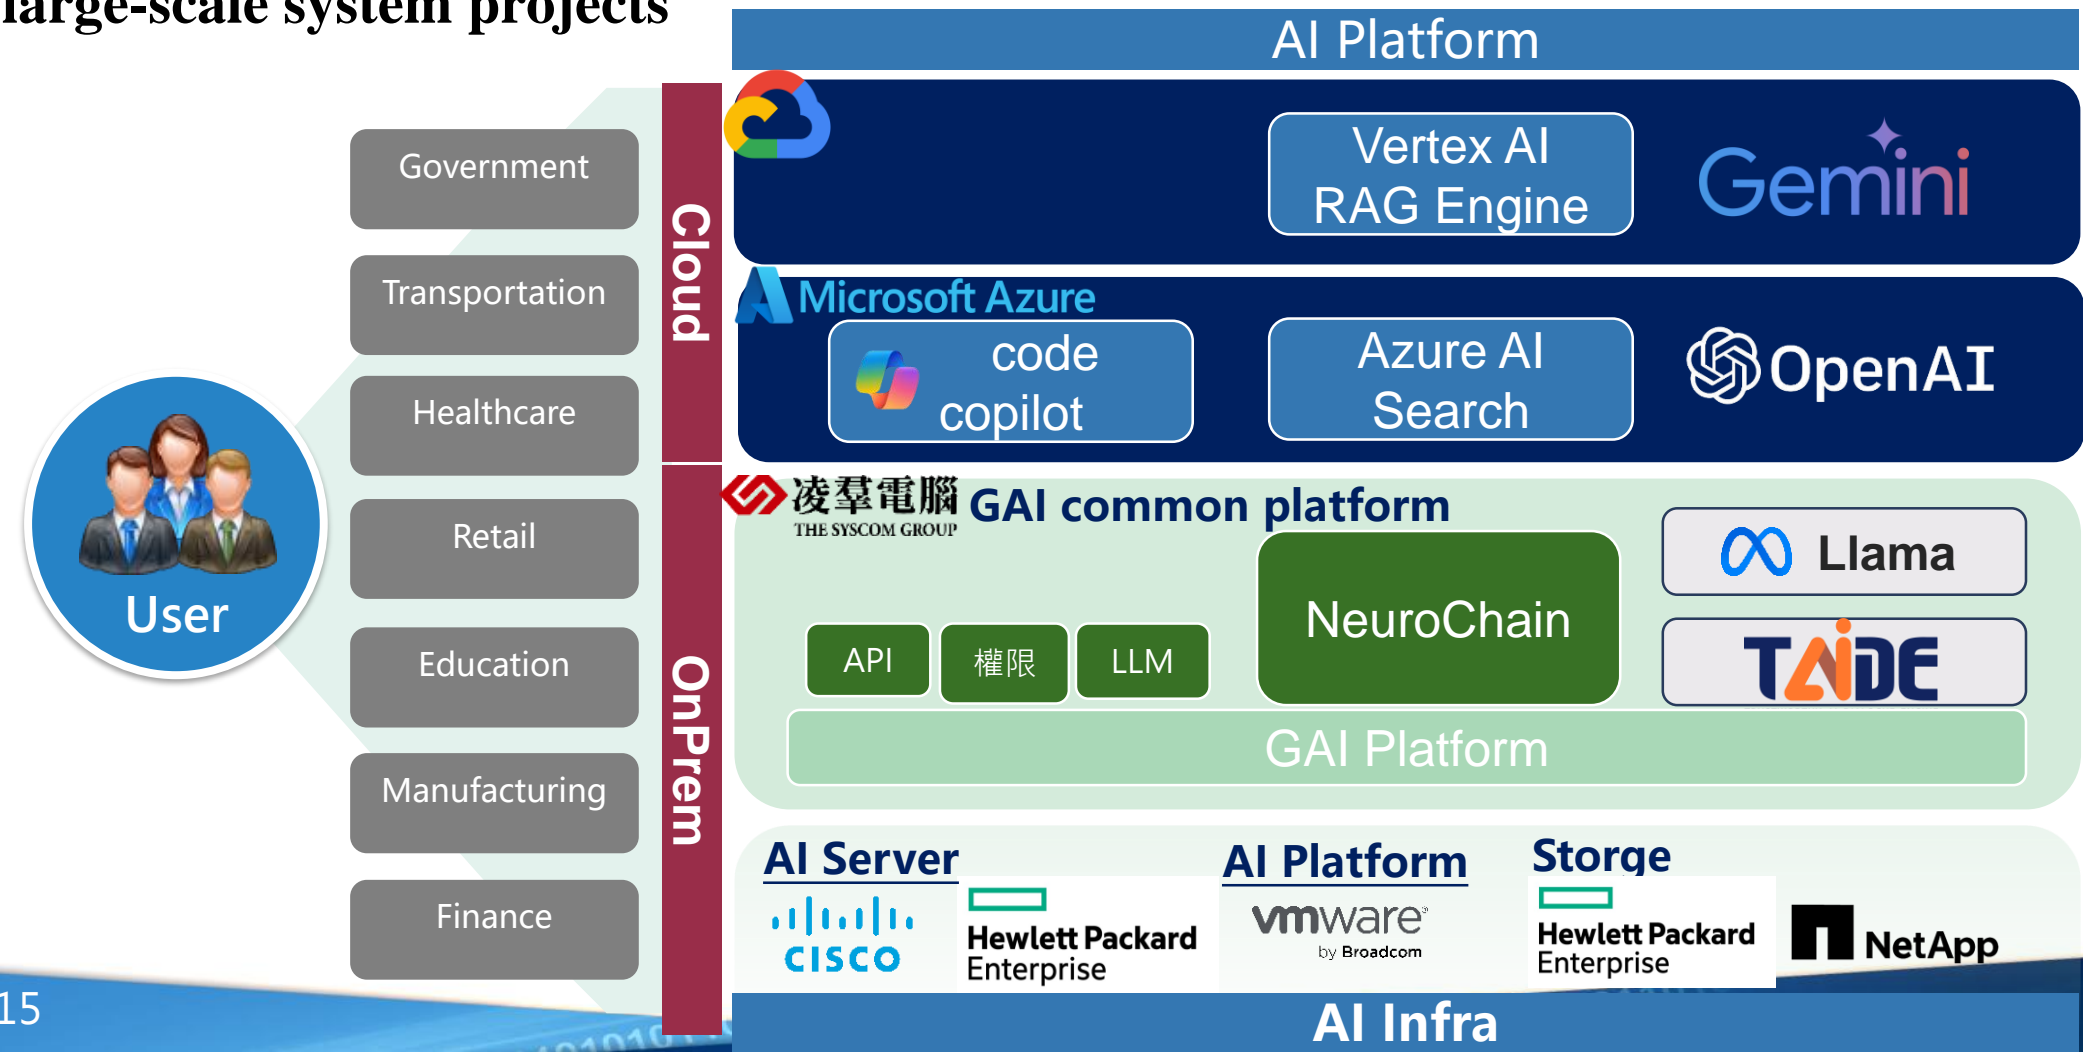 large-scale system projects
AI Platform
Government
Transportation
Healthcare
Retail
Education
Manufacturing
Finance
User
Cloud
OnPrem
Vertex AI
RAG Engine
Gemini
Microsoft Azure
code
copilot
Azure AI
Search
OpenAI
凌羣電腦
THE SYSCOM GROUP
GAI common platform
API
權限
LLM
NeuroChain
Llama
TAIDE
GAI Platform
AI Server
CISCO
Hewlett Packard
Enterprise
AI Platform
vmware®
by Broadcom
Storge
Hewlett Packard
Enterprise
NetApp
AI Infra
15